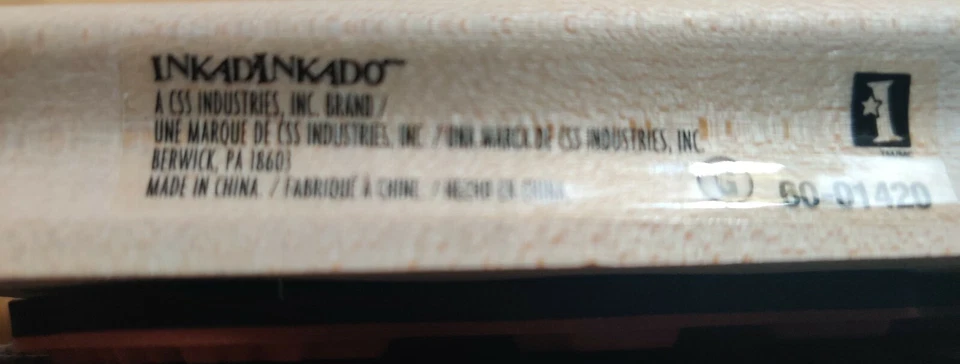 INKADINKADO™
A CSS INDUSTRIES, INC. BRAND /
UNE MARQUE DE CSS INDUSTRIES, INC / UNA MARCA DE CSS INDUSTRIES, INC
BERWICK, PA 18603
MADE IN CHINA / FABRIQUÉ À CHINE / HECHO EN CHINA
G 60-01420